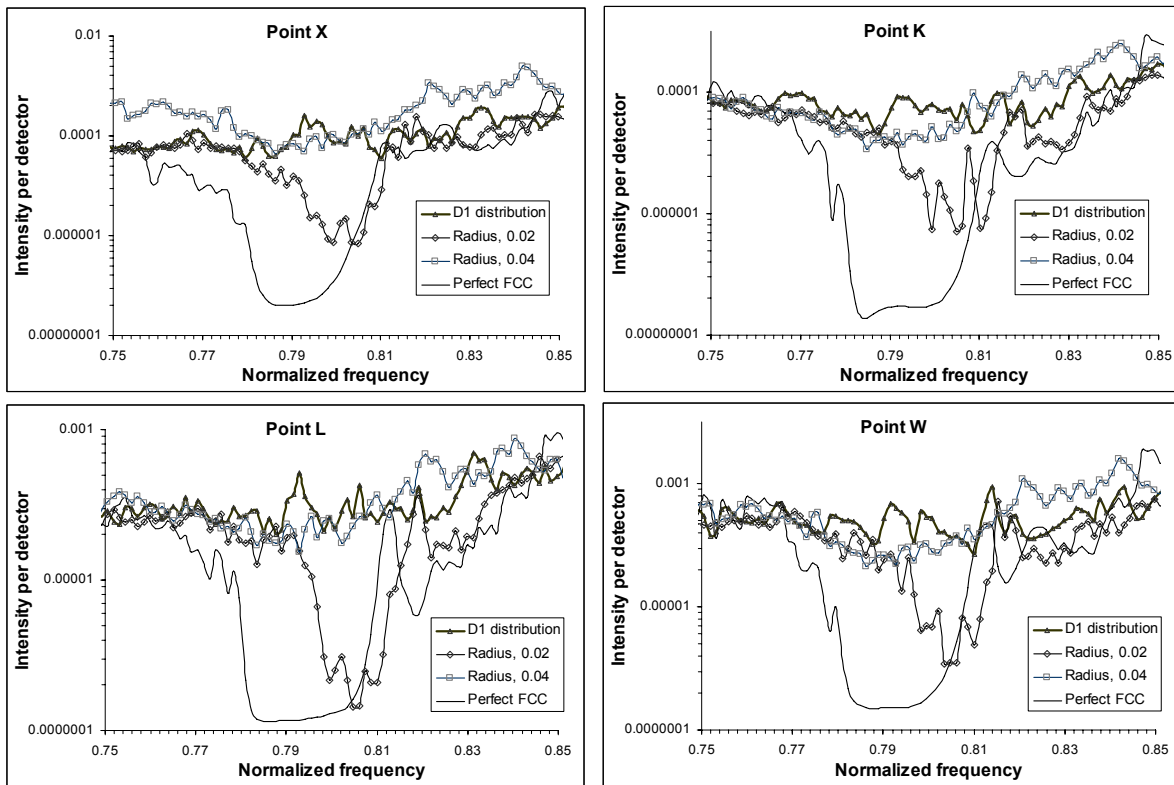 Point X
Intensity per detector
0.01
0.0001
0.000001
0.00000001
D1 distribution
Radius, 0.02
Radius, 0.04
Perfect FCC
0.75 0.77 0.79 0.81 0.83 0.85
Normalized frequency
Point K
Intensity per detector
0.0001
0.000001
0.00000001
D1 distribution
Radius, 0.02
Radius, 0.04
Perfect FCC
0.75 0.77 0.79 0.81 0.83 0.85
Normalized frequency
Point L
Intensity per detector
0.001
0.00001
0.0000001
D1 distribution
Radius, 0.02
Radius, 0.04
Perfect FCC
0.75 0.77 0.79 0.81 0.83 0.85
Normalized frequency
Point W
Intensity per detector
0.001
0.00001
0.0000001
D1 distribution
Radius, 0.02
Radius, 0.04
Perfect FCC
0.75 0.77 0.79 0.81 0.83 0.85
Normalized frequency